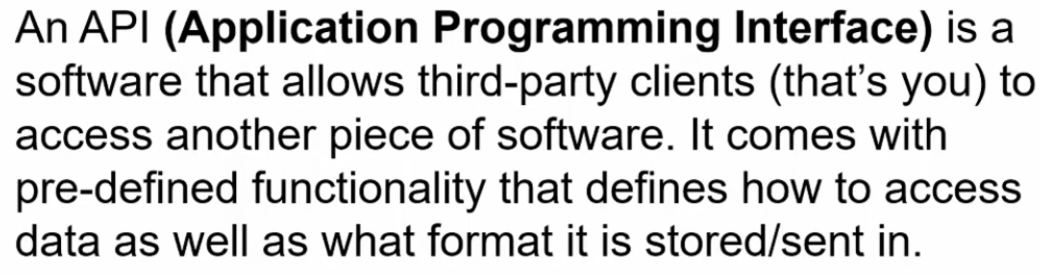 An API (Application Programming Interface) is a
software that allows third-party clients (that’s you) to
access another piece of software. It comes with
pre-defined functionality that defines how to access
data as well as what format it is stored/sent in.